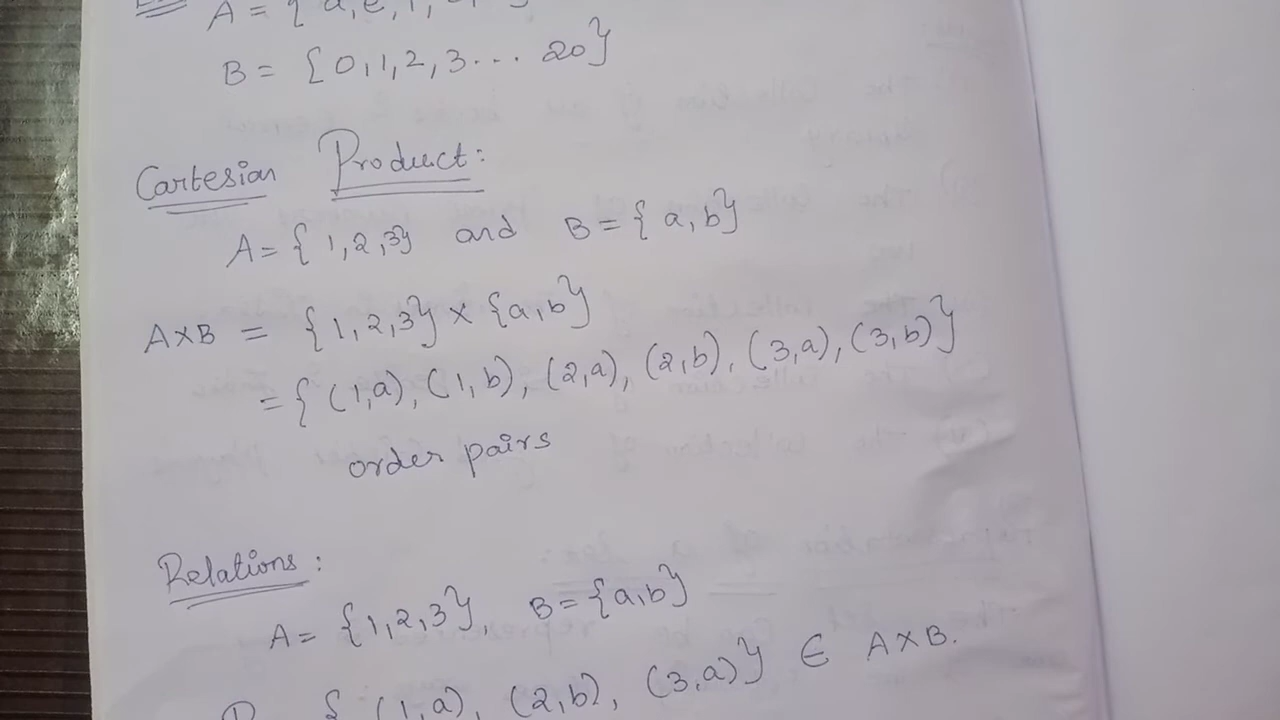 A = { a, e, i,
B = { 0, 1, 2, 3 ... 20}
Cartesian Product:
A = { 1, 2, 3} and B = { a, b}
A×B = {1, 2, 3} × {a, b}
= { (1, a), (1, b), (2, a), (2, b), (3, a), (3, b)}
order pairs
Relations:
A = {1, 2, 3}, B = {a, b}
{ (1, a), (2, b), (3, a)} ∈ A×B.